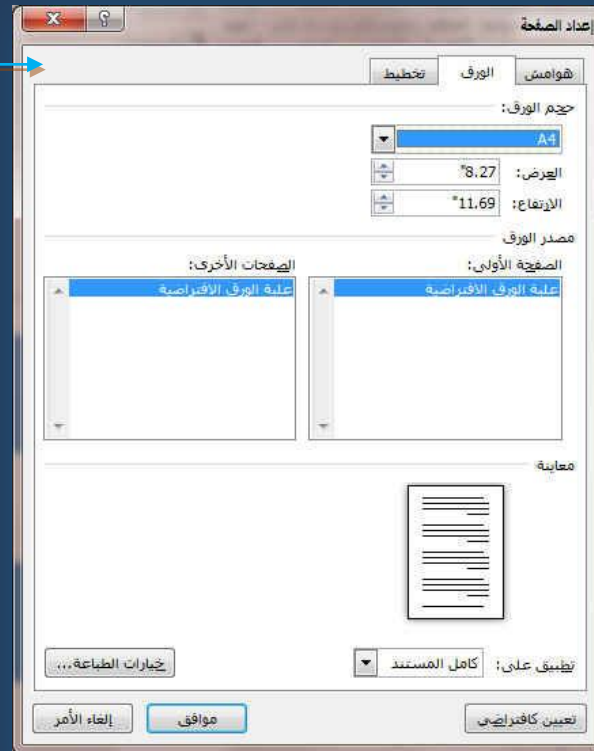 إعداد الصفحة
هوامش الورق تخطيط
حجم الورق:
A4
العرض: 8.27"
الارتفاع: 11.69"
مصدر الورق
الصفحة الأولى: الصفحات الأخرى:
علبة الورق الافتراضية علبة الورق الافتراضية
معاينة
تطبيق على: كامل المستند خيارات الطباعة...
تعيين كافتراضي موافق إلغاء الأمر